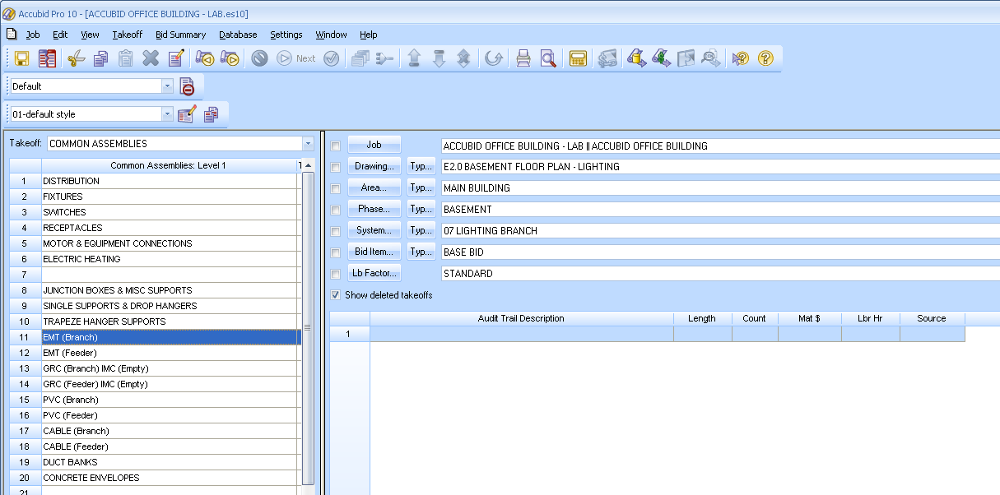 Accubid Pro 10 - [ACCUBID OFFICE BUILDING - LAB.es10]
Job Edit View Takeoff Bid Summary Database Settings Window Help
Next
Default
01-default style
Takeoff: COMMON ASSEMBLIES
Common Assemblies: Level 1
1 DISTRIBUTION
2 FIXTURES
3 SWITCHES
4 RECEPTACLES
5 MOTOR & EQUIPMENT CONNECTIONS
6 ELECTRIC HEATING
7
8 JUNCTION BOXES & MISC SUPPORTS
9 SINGLE SUPPORTS & DROP HANGERS
10 TRAPEZE HANGER SUPPORTS
11 EMT (Branch)
12 EMT (Feeder)
13 GRC (Branch) IMC (Empty)
14 GRC (Feeder) IMC (Empty)
15 PVC (Branch)
16 PVC (Feeder)
17 CABLE (Branch)
18 CABLE (Feeder)
19 DUCT BANKS
20 CONCRETE ENVELOPES
21
Job ACCUBID OFFICE BUILDING - LAB || ACCUBID OFFICE BUILDING
Drawing... Typ... E2.0 BASEMENT FLOOR PLAN - LIGHTING
Area... Typ... MAIN BUILDING
Phase... Typ... BASEMENT
System... Typ... 07 LIGHTING BRANCH
Bid Item... Typ... BASE BID
Lb Factor... STANDARD
Show deleted takeoffs
Audit Trail Description Length Count Mat $ Lbr Hr Source
1